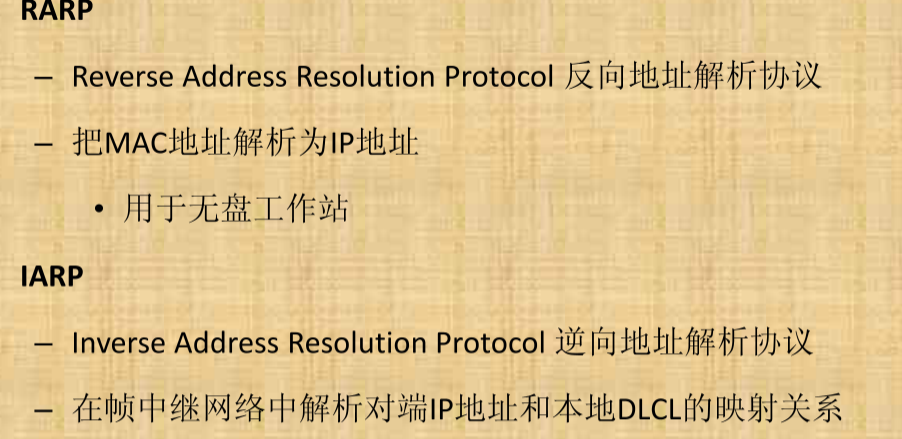 RARP
– Reverse Address Resolution Protocol 反向地址解析协议
– 把MAC地址解析为IP地址
• 用于无盘工作站
IARP
– Inverse Address Resolution Protocol 逆向地址解析协议
– 在帧中继网络中解析对端IP地址和本地DLCL的映射关系